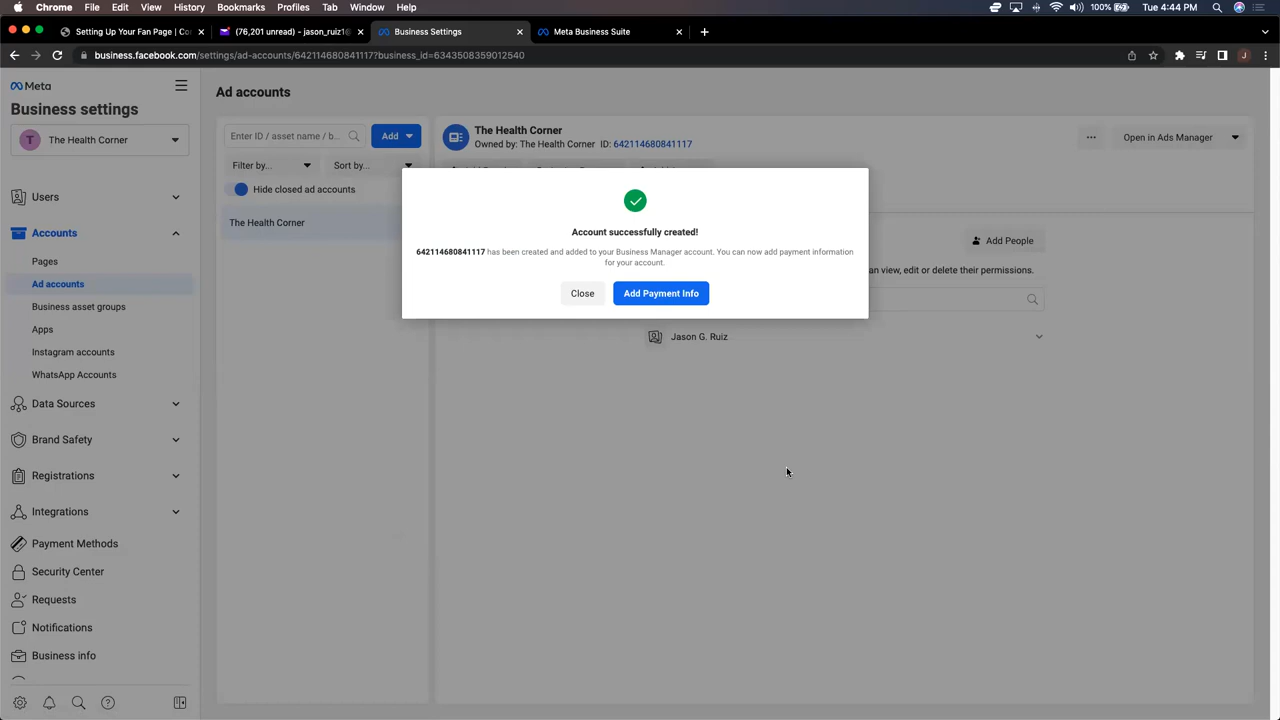 Chrome File Edit View History Bookmarks Profiles Tab Window Help
100% Tue 4:44 PM
Setting Up Your Fan Page | Co
(76,201 unread) - jason_ruiz1@
Business Settings
Meta Business Suite
business.facebook.com/settings/ad-accounts/642114680841117?business_id=6343508359012540
J
Meta
Business settings
T The Health Corner
Users
Accounts
Pages
Ad accounts
Business asset groups
Apps
Instagram accounts
WhatsApp Accounts
Data Sources
Brand Safety
Registrations
Integrations
Payment Methods
Security Center
Requests
Notifications
Business info
Ad accounts
Enter ID / asset name / b...
Add
Filter by...
Sort by...
Hide closed ad accounts
The Health Corner
The Health Corner
Owned by: The Health Corner ID: 642114680841117
Open in Ads Manager
Account successfully created!
642114680841117 has been created and added to your Business Manager account. You can now add payment information
for your account.
Close
Add Payment Info
Add People
an view, edit or delete their permissions.
Jason G. Ruiz